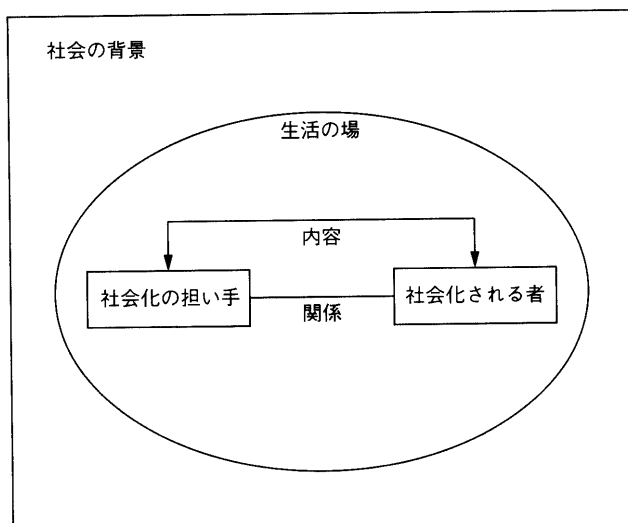 社会の背景
生活の場
内容
社会化の担い手
社会化される者
関係